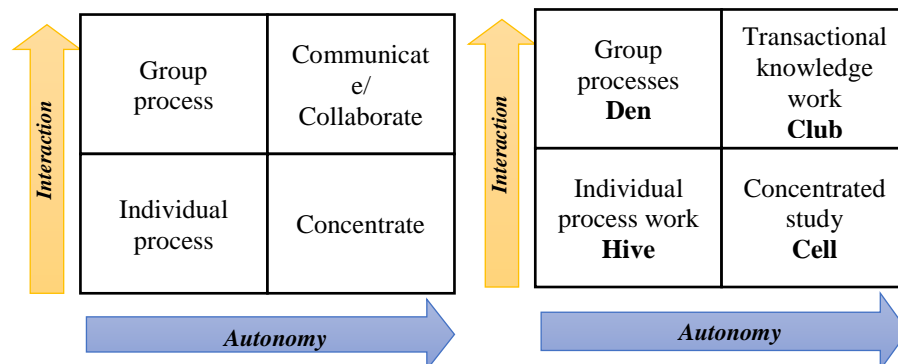 Interaction
Group
process
Communicat
e/
Collaborate
Individual
process
Concentrate
Autonomy
Interaction
Group
processes
Den
Transactional
knowledge
work
Club
Individual
process work
Hive
Concentrated
study
Cell
Autonomy